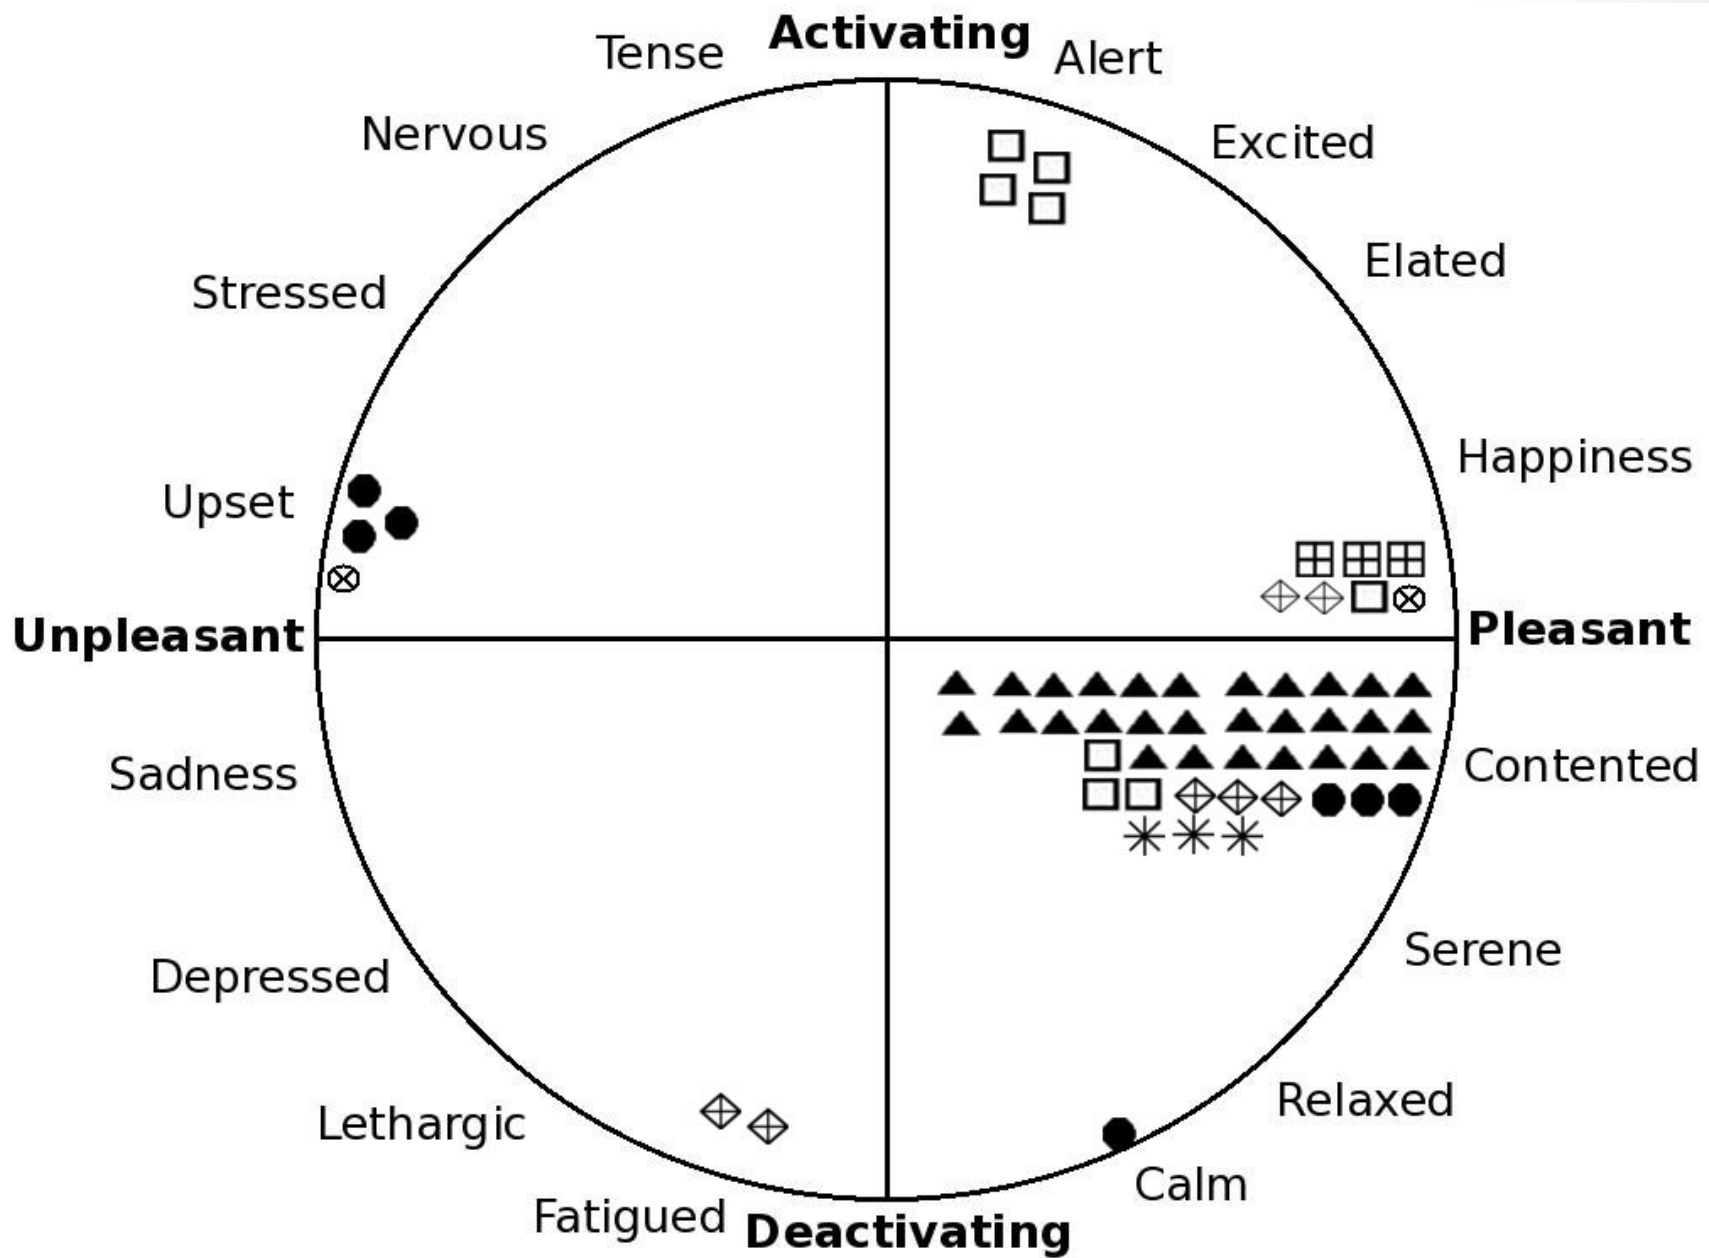 Activating
Tense
Alert
Nervous
Excited
Elated
Stressed
Happiness
Upset
Unpleasant
Pleasant
Sadness
Contented
Depressed
Serene
Lethargic
Relaxed
Calm
Fatigued
Deactivating